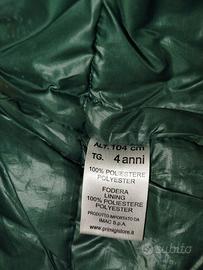 ALT. 104 cm
TG. 4 anni
100% POLIESTERE
POLYESTER
FODERA
LINING
100% POLIESTERE
POLYESTER
PRODOTTO IMPORTATO DA
IMAC S.p.A.
www.primigistore.it
subito